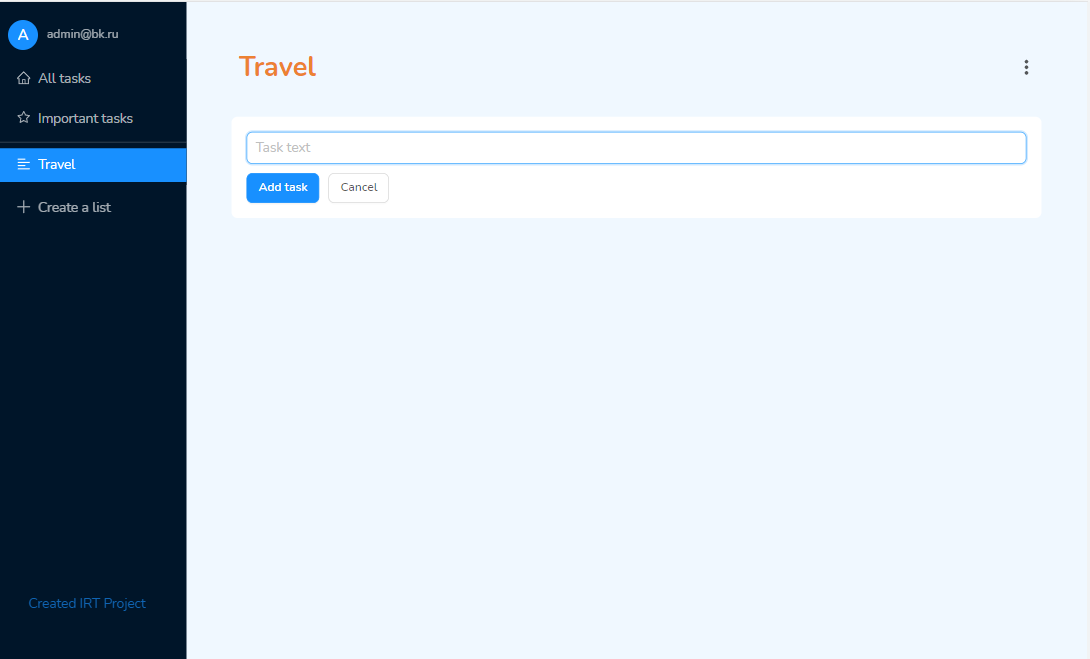 A
admin@bk.ru
All tasks
Important tasks
Travel
Create a list
Created IRT Project
Travel
Task text
Add task
Cancel